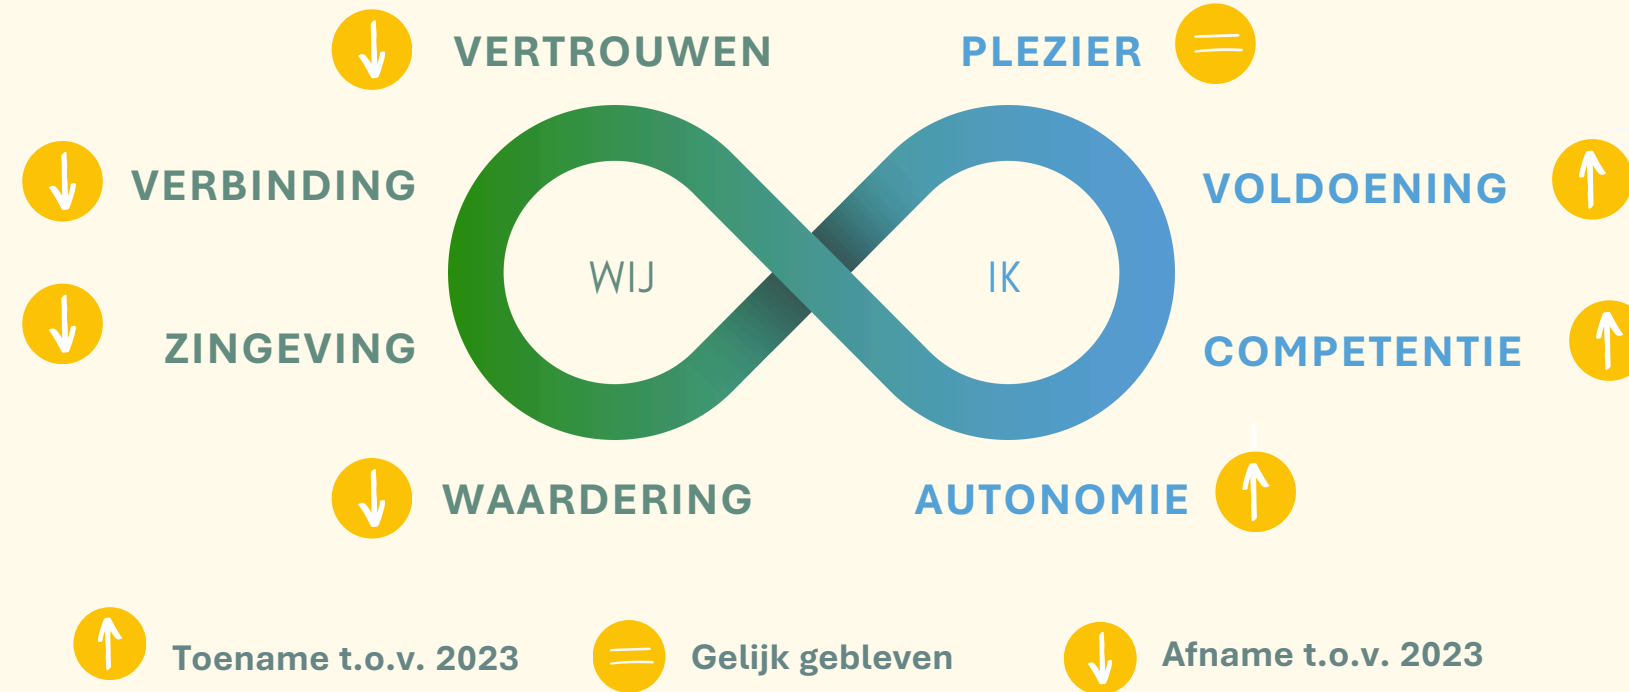 VERTROUWEN
PLEZIER
VERBINDING
VOLDOENING
WIJ
IK
ZINGEVING
COMPETENTIE
WAARDERING
AUTONOMIE
Toename t.o.v. 2023
Gelijk gebleven
Afname t.o.v. 2023